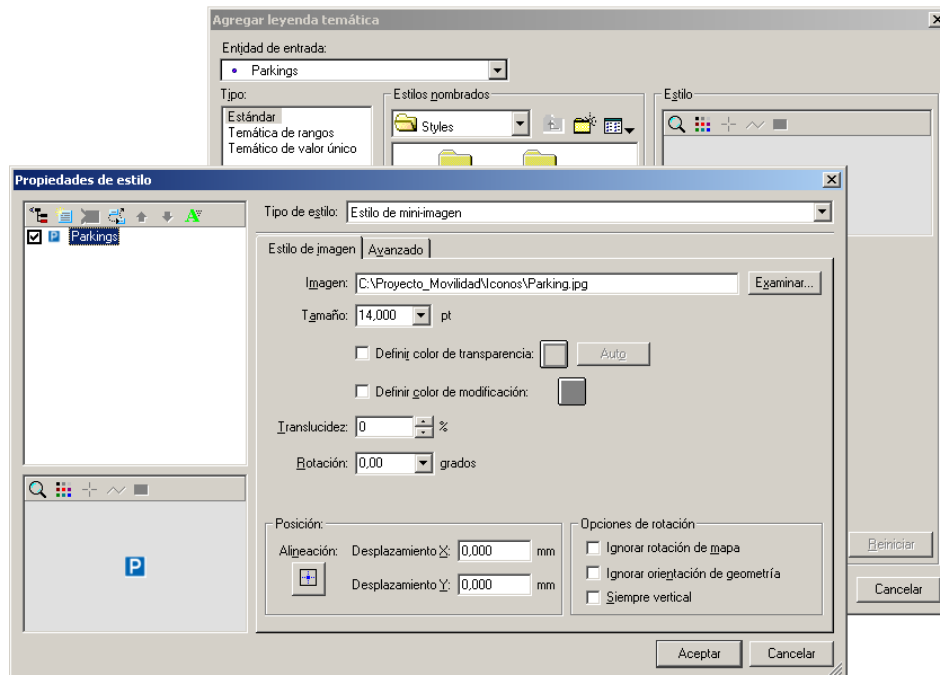 Agregar leyenda temática
Entidad de entrada:
Parkings
Tipo:
Estándar
Temática de rangos
Temático de valor único
Estilos nombrados
Styles
Estilo
Reiniciar
Cancelar
Propiedades de estilo
Parkings
Tipo de estilo: Estilo de mini-imagen
Estilo de imagen Avanzado
Imagen: C:\Proyecto_Movilidad\Iconos\Parking.jpg Examinar...
Tamaño: 14,000 pt
Definir color de transparencia: Auto
Definir color de modificación:
Translucidez: 0 %
Rotación: 0,00 grados
P
Posición:
Alineación: Desplazamiento X: 0,000 mm
Desplazamiento Y: 0,000 mm
Opciones de rotación
Ignorar rotación de mapa
Ignorar orientación de geometría
Siempre vertical
Aceptar Cancelar